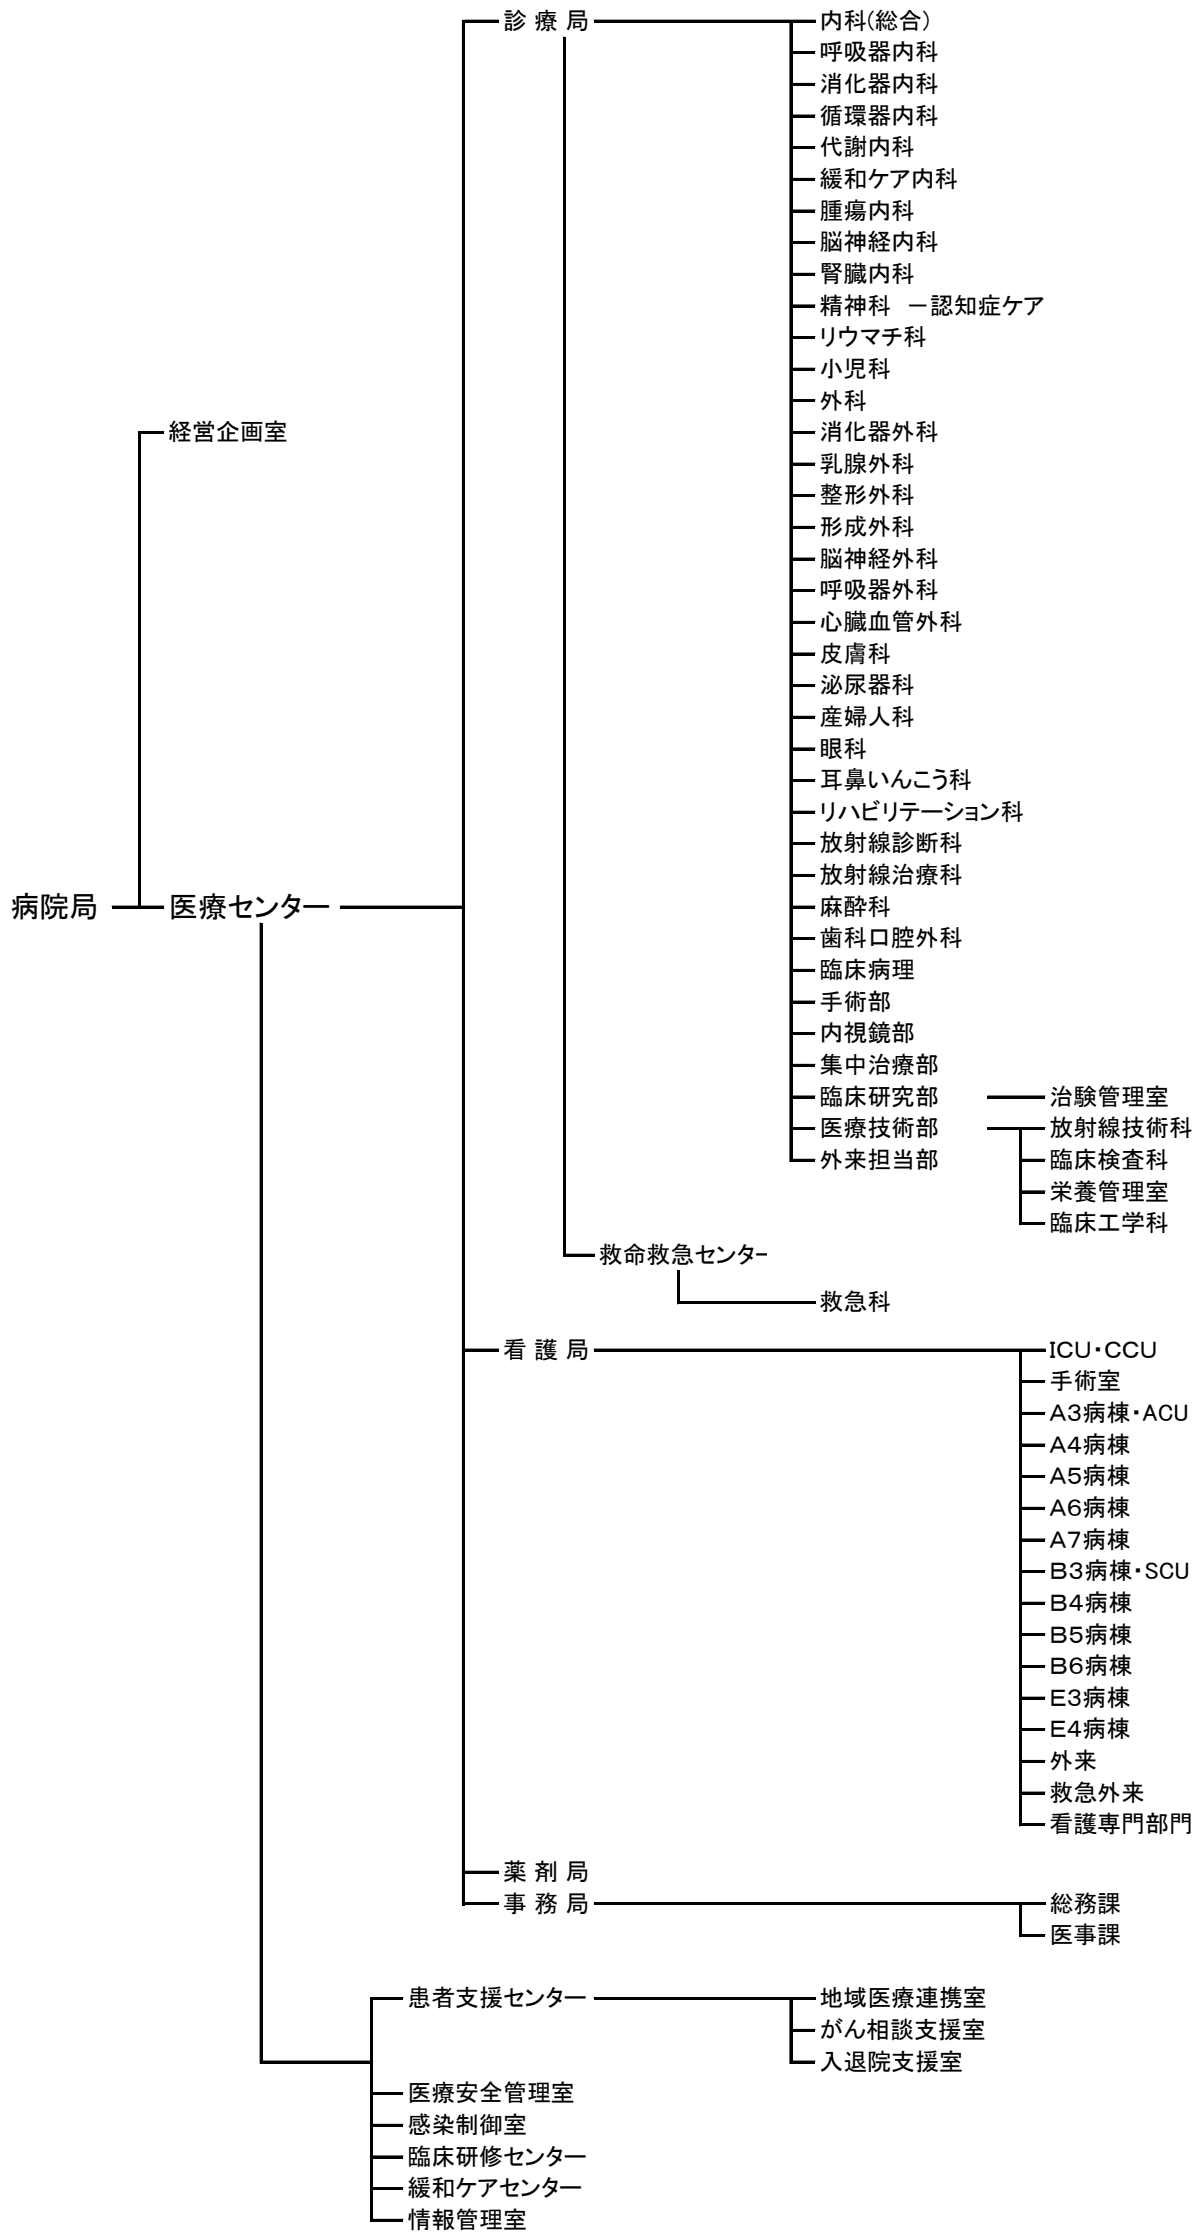 診 療 局
内科(総合)
呼吸器内科
消化器内科
循環器内科
代謝内科
緩和ケア内科
腫瘍内科
脳神経内科
腎臓内科
精神科 －認知症ケア
リウマチ科
小児科
外科
経営企画室
消化器外科
乳腺外科
整形外科
形成外科
脳神経外科
呼吸器外科
心臓血管外科
皮膚科
泌尿器科
産婦人科
眼科
耳鼻いんこう科
リハビリテーション科
放射線診断科
放射線治療科
病院局
医療センター
麻酔科
歯科口腔外科
臨床病理
手術部
内視鏡部
集中治療部
臨床研究部 治験管理室
医療技術部 放射線技術科
外来担当部 臨床検査科
栄養管理室
臨床工学科
救命救急センター
救急科
看 護 局
ICU・CCU
手術室
A3病棟・ACU
A4病棟
A5病棟
A6病棟
A7病棟
B3病棟・SCU
B4病棟
B5病棟
B6病棟
E3病棟
E4病棟
外来
救急外来
看護専門部門
薬 剤 局
事 務 局
総務課
医事課
患者支援センター
地域医療連携室
がん相談支援室
入退院支援室
医療安全管理室
感染制御室
臨床研修センター
緩和ケアセンター
情報管理室